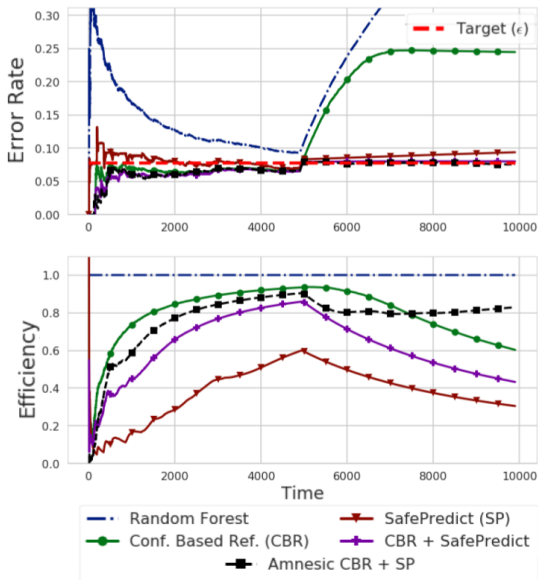 0.30
0.25
0.20
0.15
0.10
0.05
0.00
Error Rate
Target (ϵ)
0 2000 4000 6000 8000 10000
1.0
0.8
0.6
0.4
0.2
0.0
Efficiency
0 2000 4000 6000 8000 10000
Time
Random Forest SafePredict (SP)
Conf. Based Ref. (CBR) CBR + SafePredict
Amnesic CBR + SP